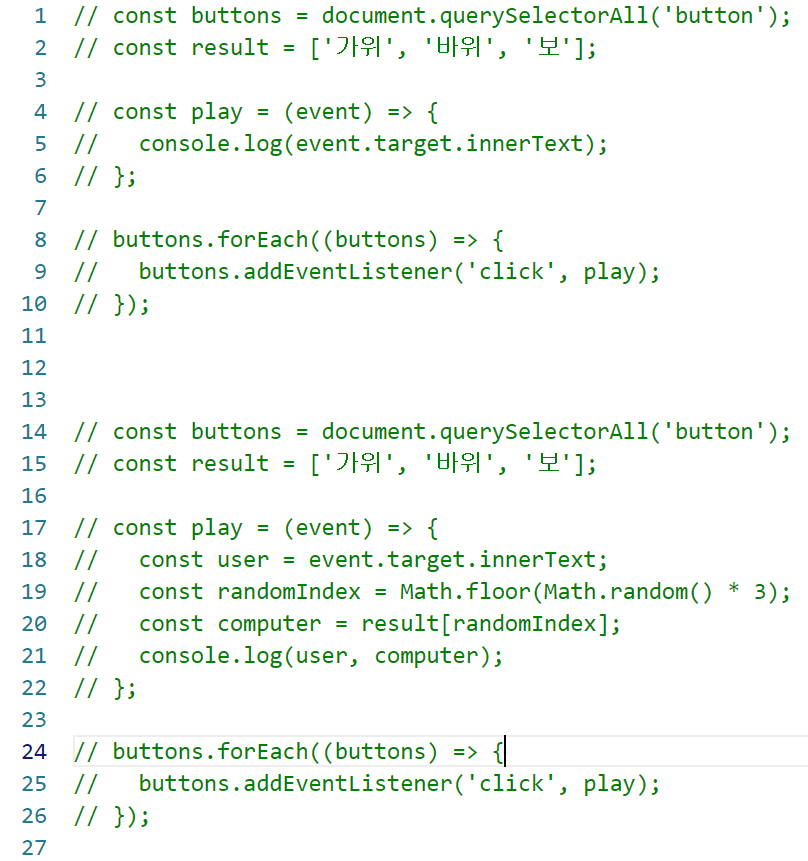 1 // const buttons = document.querySelectorAll('button');
2 // const result = ['가위', '바위', '보'];
3
4 // const play = (event) => {
5 //   console.log(event.target.innerText);
6 // };
7
8 // buttons.forEach((buttons) => {
9 //   buttons.addEventListener('click', play);
10 // });
11
12
13
14 // const buttons = document.querySelectorAll('button');
15 // const result = ['가위', '바위', '보'];
16
17 // const play = (event) => {
18 //   const user = event.target.innerText;
19 //   const randomIndex = Math.floor(Math.random() * 3);
20 //   const computer = result[randomIndex];
21 //   console.log(user, computer);
22 // };
23
24 // buttons.forEach((buttons) => {
25 //   buttons.addEventListener('click', play);
26 // });
27